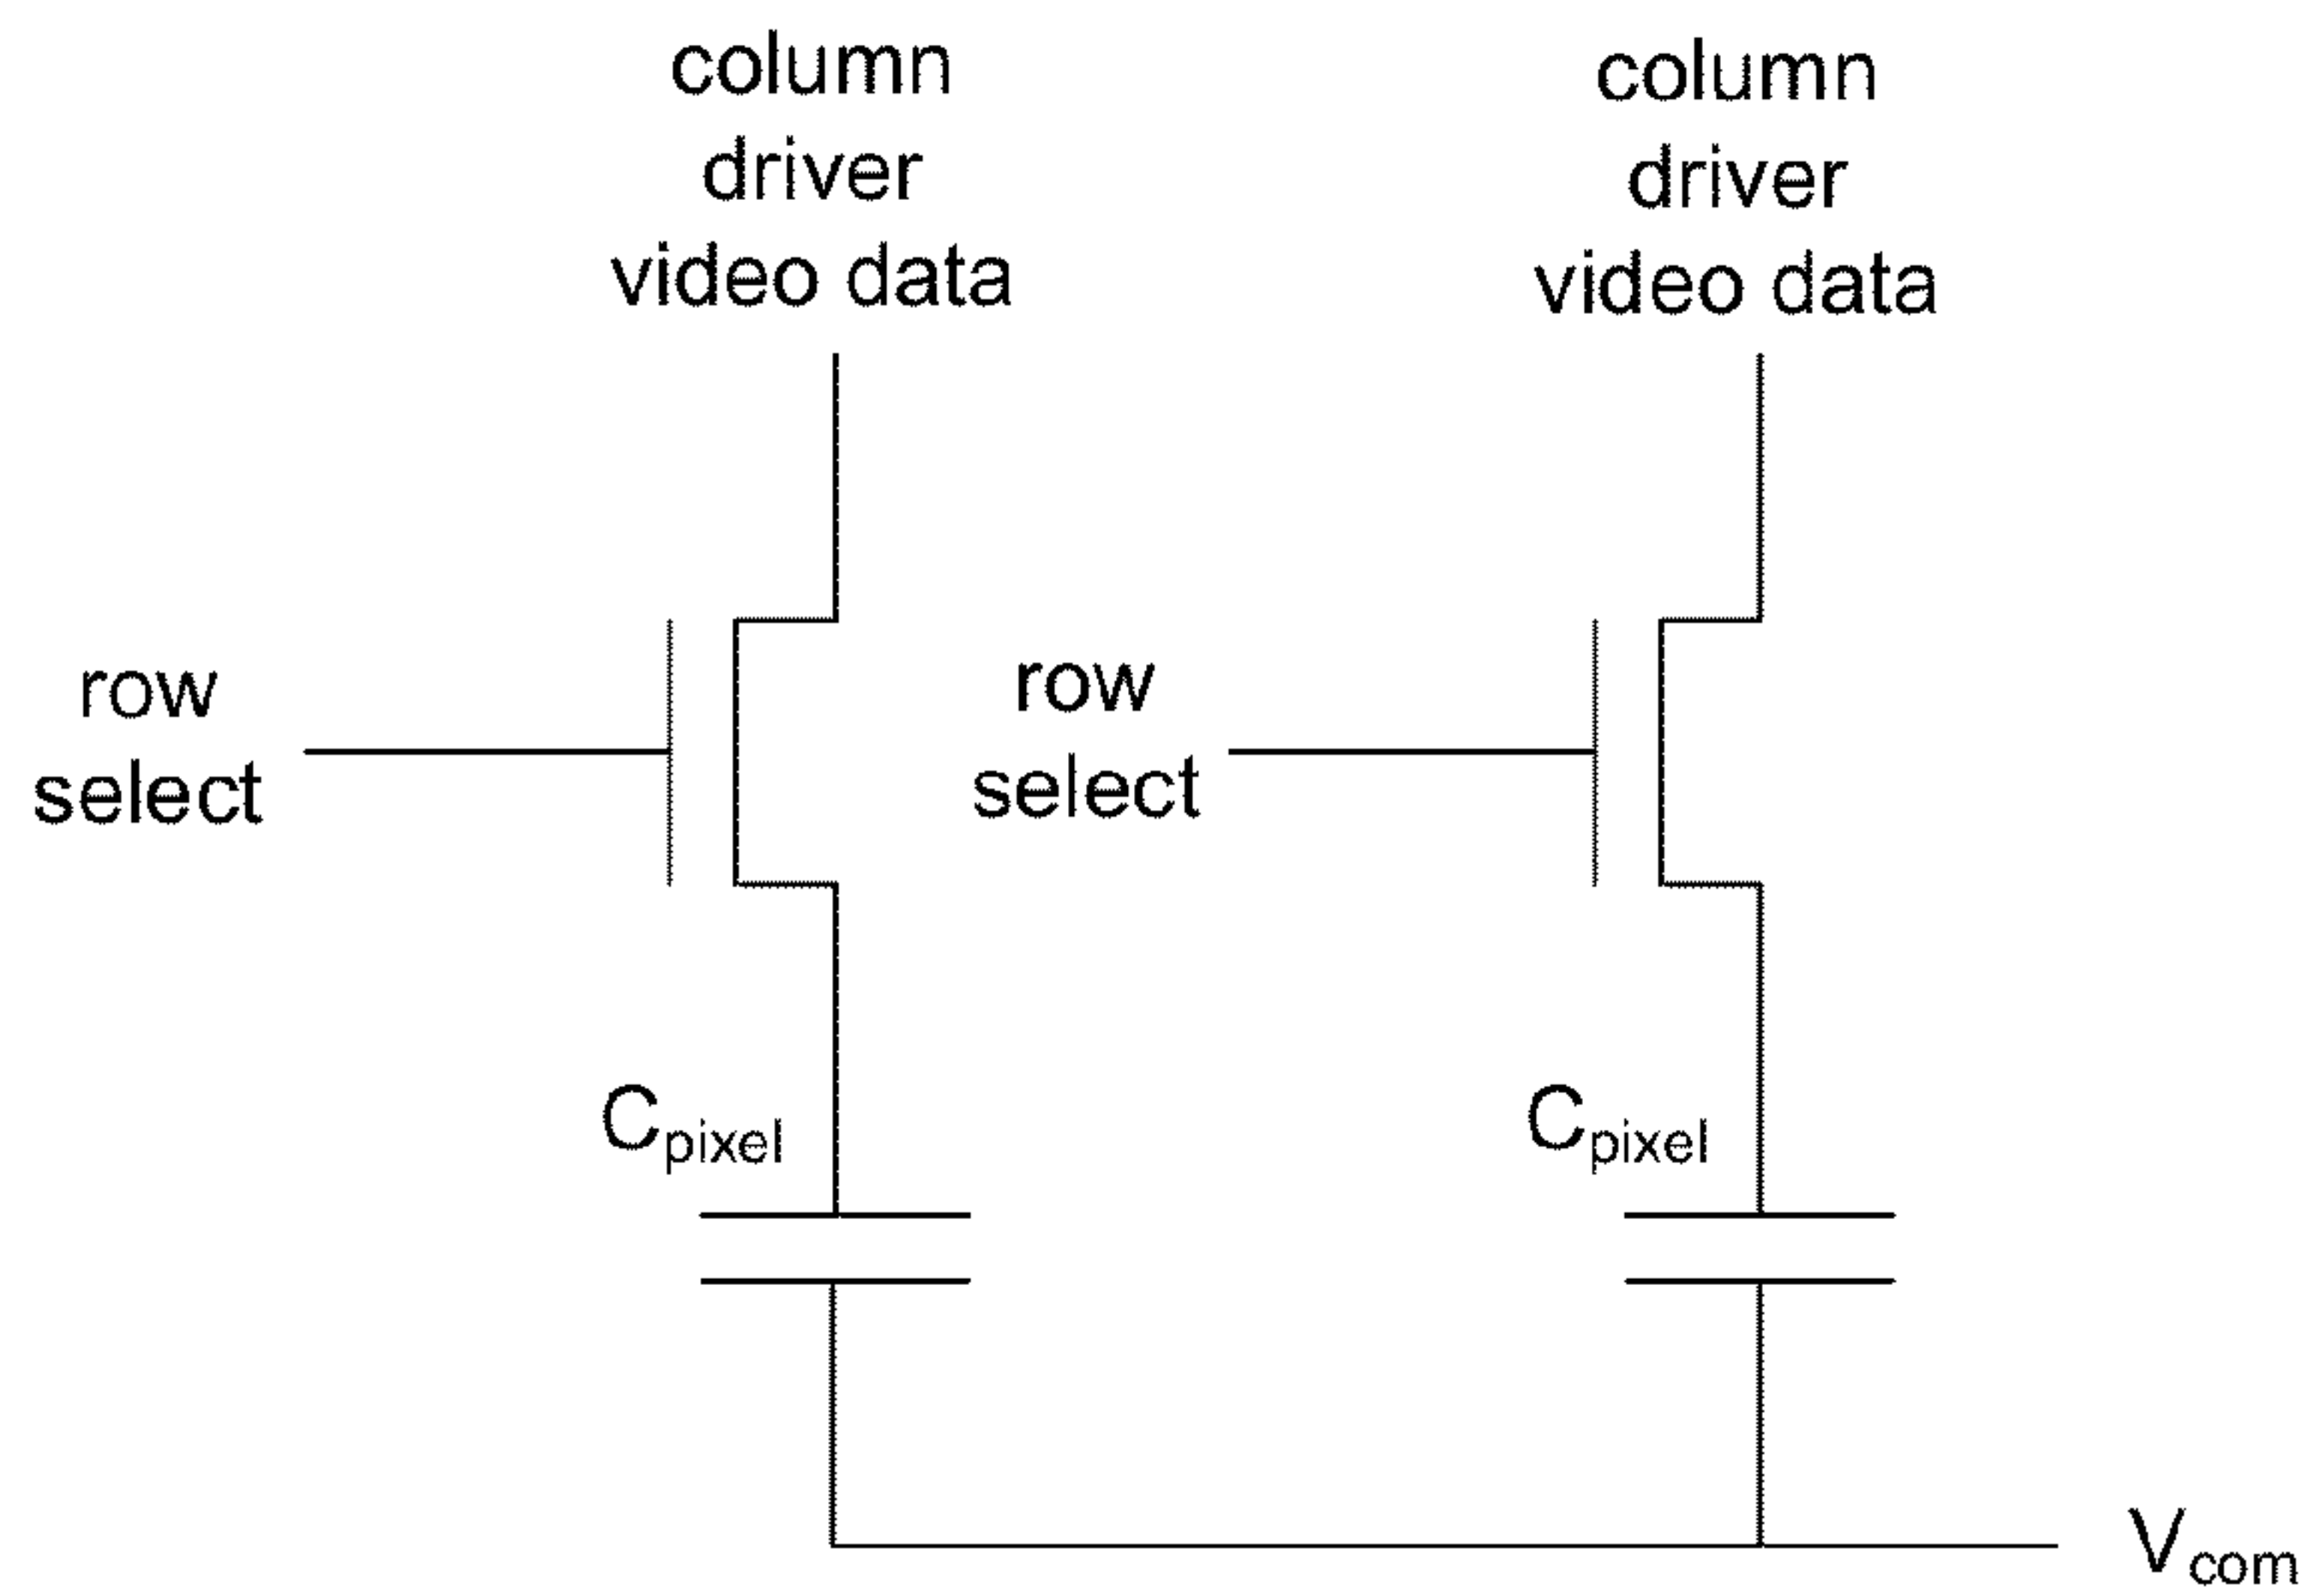 column
driver
video data
column
driver
video data
row
select
row
select
Cpixel
Cpixel
Vcom